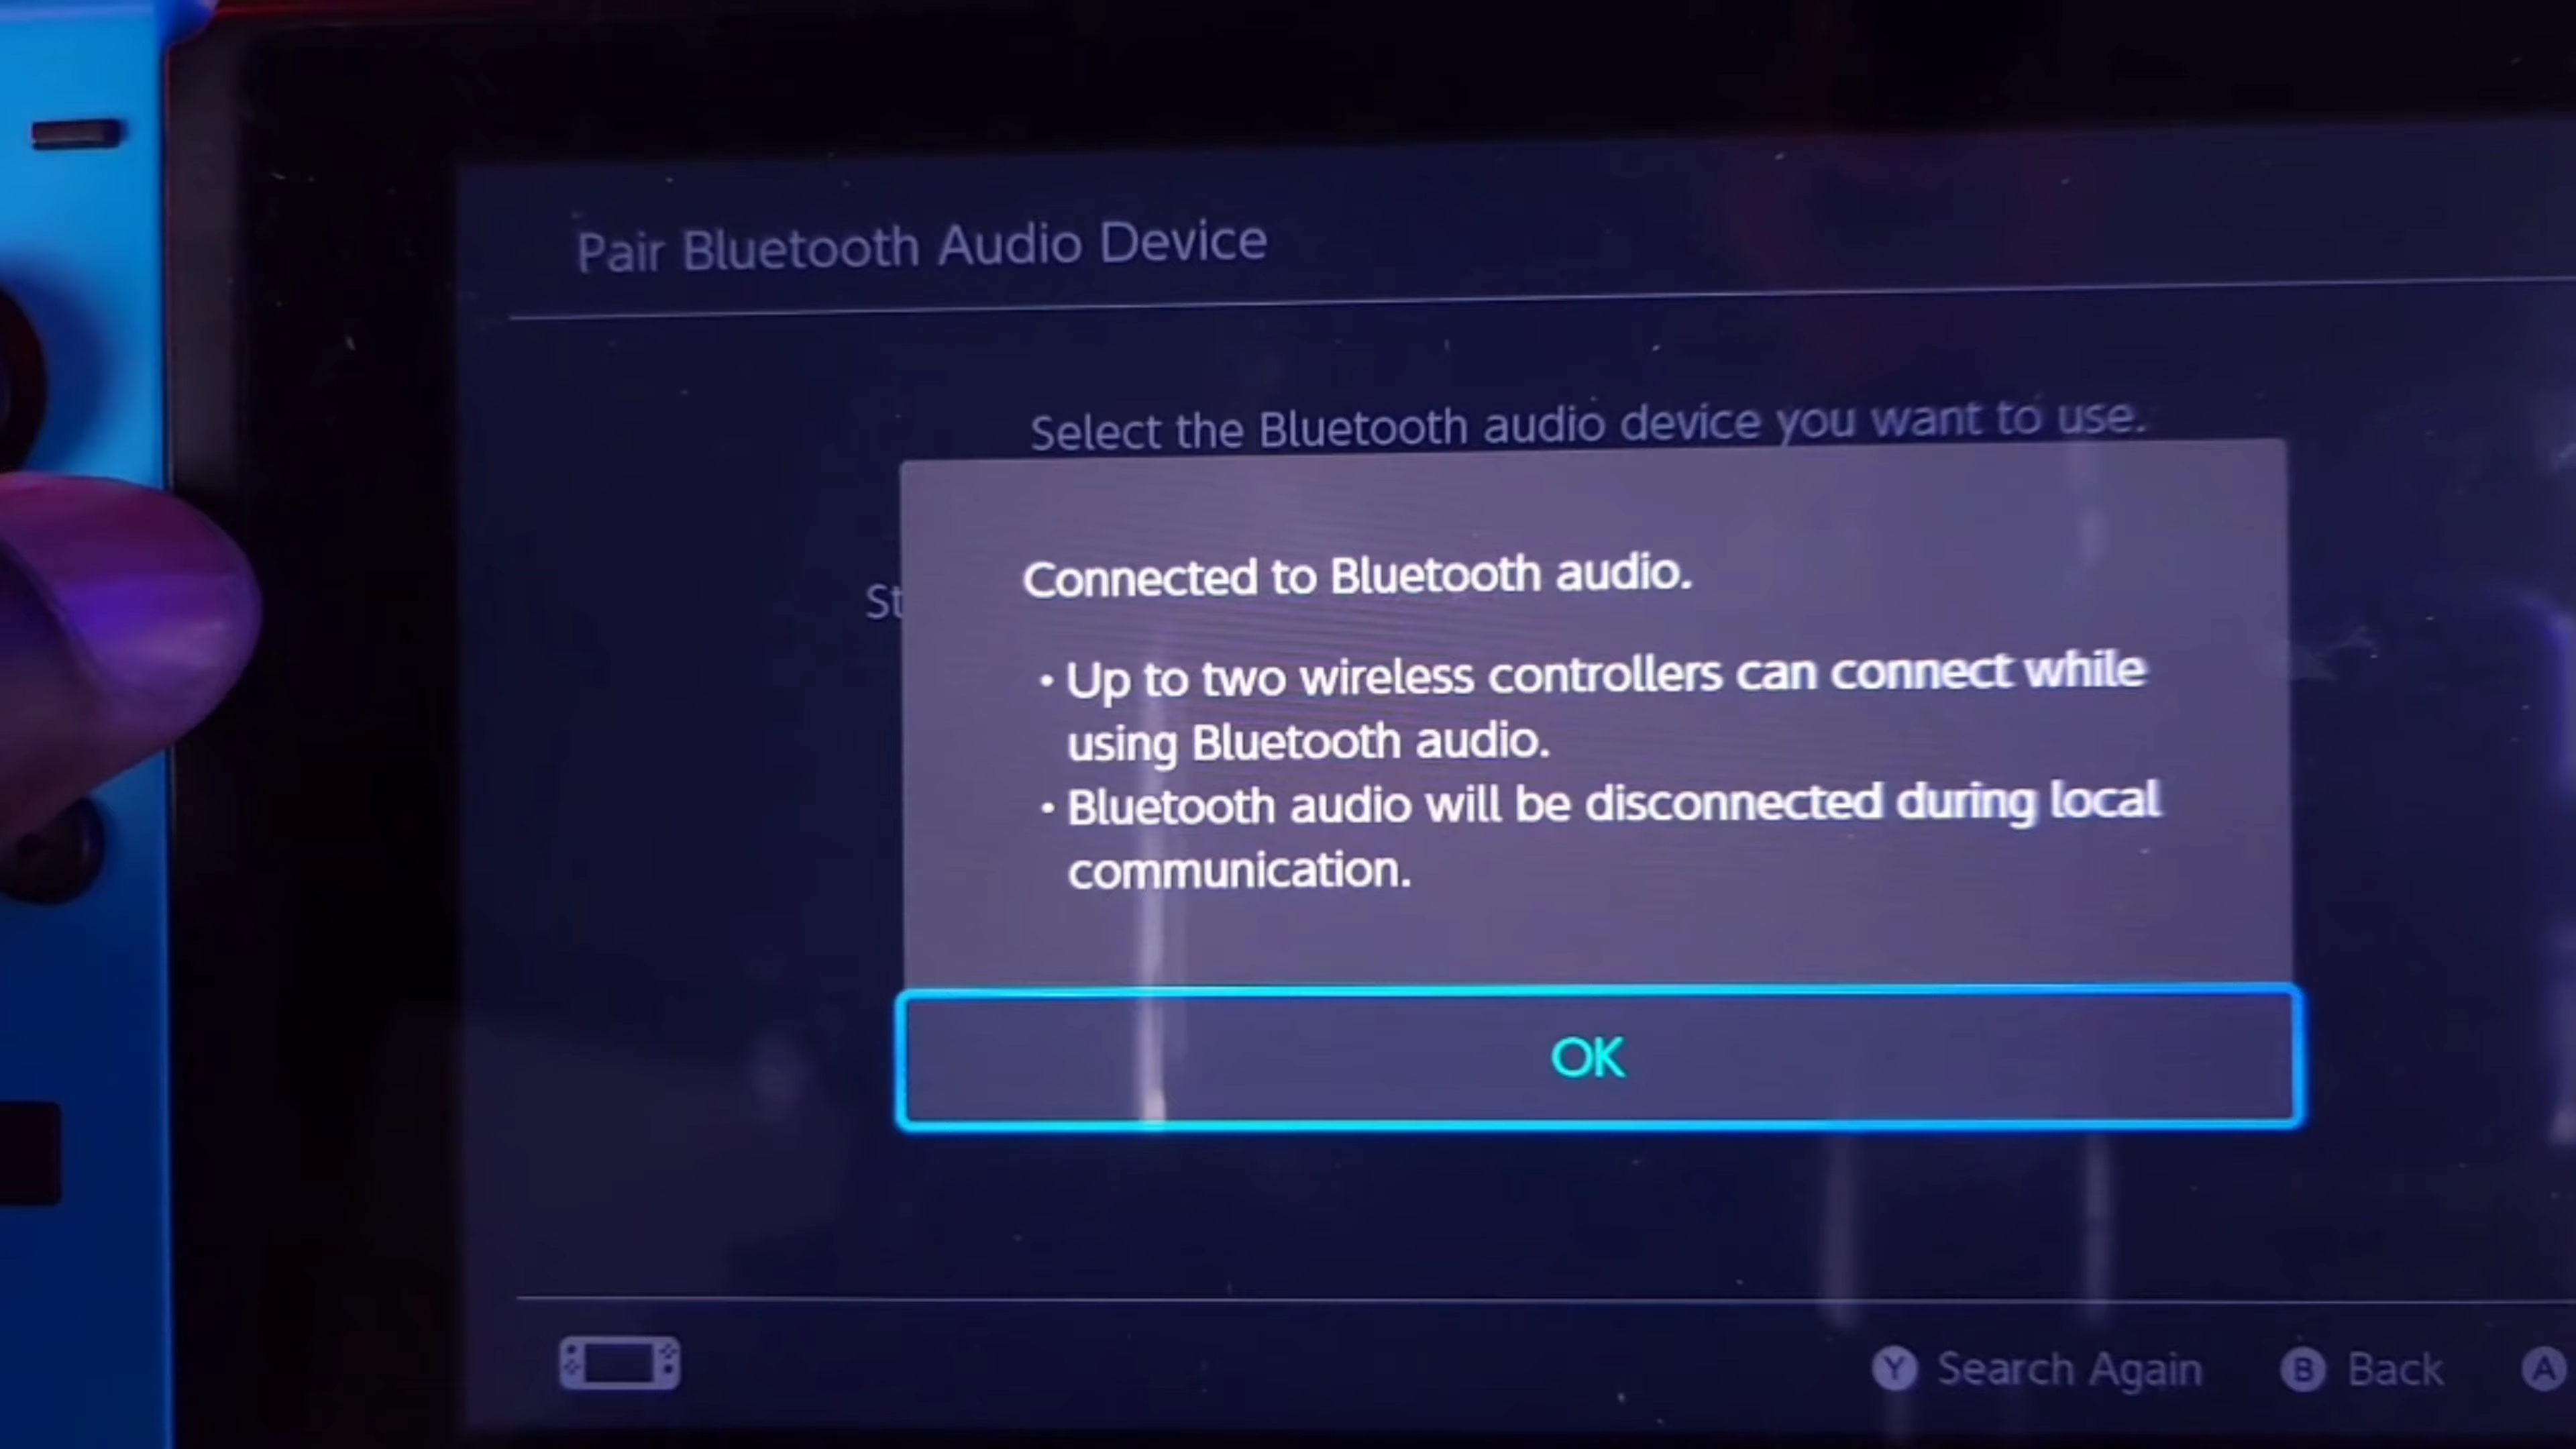 Pair Bluetooth Audio Device
Select the Bluetooth audio device you want to use.
St
Connected to Bluetooth audio.
• Up to two wireless controllers can connect while
using Bluetooth audio.
• Bluetooth audio will be disconnected during local
communication.
OK
Y Search Again B Back A